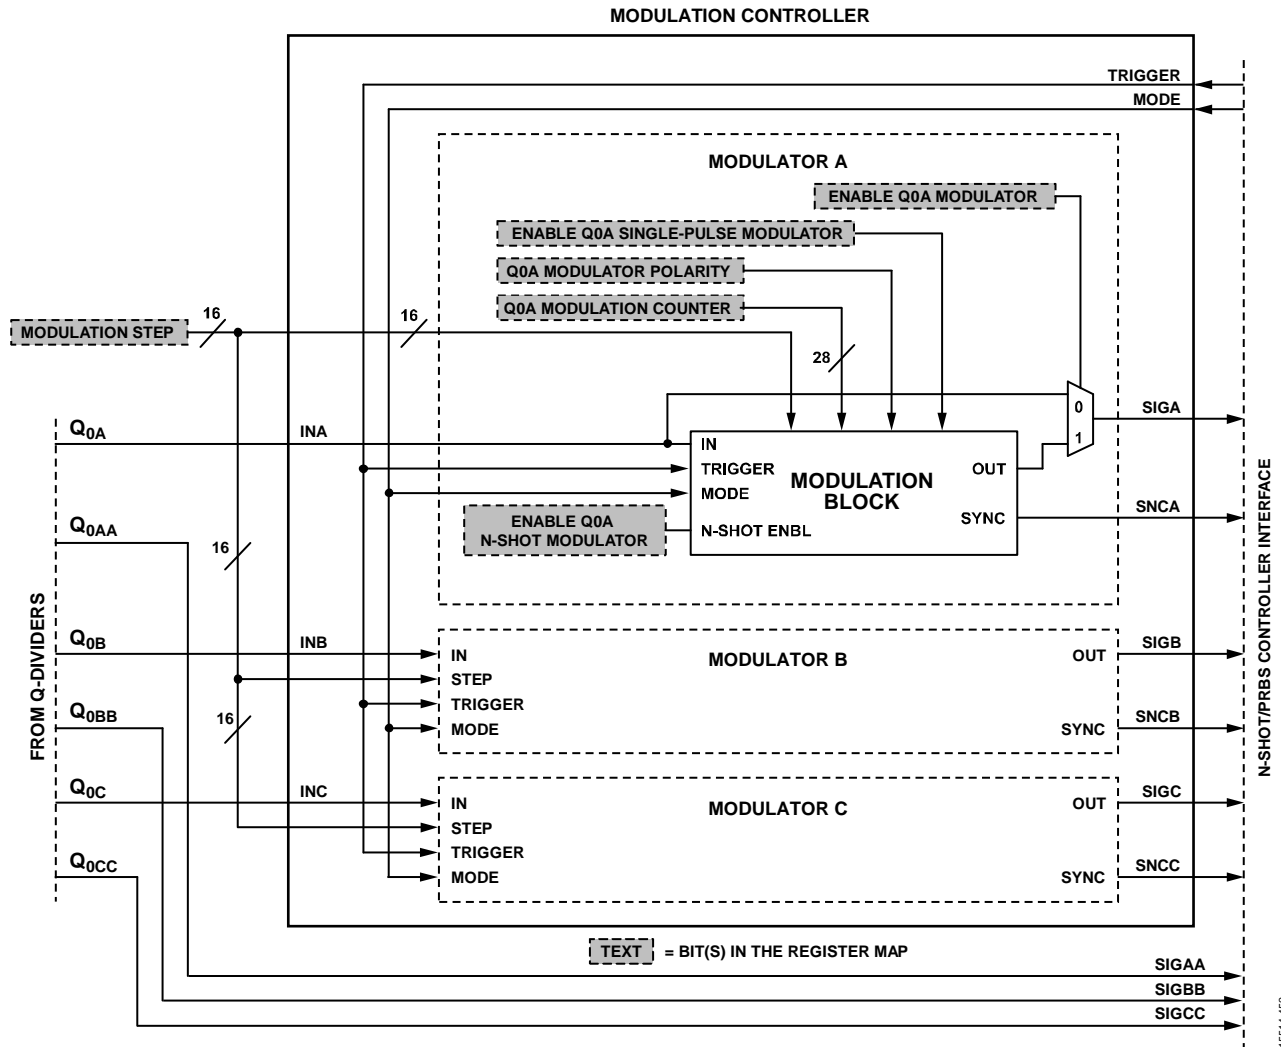 MODULATION CONTROLLER
TRIGGER
MODE
MODULATOR A
ENABLE Q0A MODULATOR
ENABLE Q0A SINGLE-PULSE MODULATOR
Q0A MODULATOR POLARITY
Q0A MODULATION COUNTER
MODULATION STEP
16
16
28
0
1
SIGA
Q0A
INA
IN
TRIGGER
MODE
N-SHOT ENBL
MODULATION
BLOCK
OUT
SYNC
SNCA
ENABLE Q0A
N-SHOT MODULATOR
Q0AA
16
FROM Q-DIVIDERS
N-SHOT/PRBS CONTROLLER INTERFACE
Q0B
INB
IN
STEP
TRIGGER
MODE
MODULATOR B
OUT
SYNC
SIGB
SNCB
Q0BB
16
Q0C
INC
IN
STEP
TRIGGER
MODE
MODULATOR C
OUT
SYNC
SIGC
SNCC
Q0CC
TEXT = BIT(S) IN THE REGISTER MAP
SIGAA
SIGBB
SIGCC